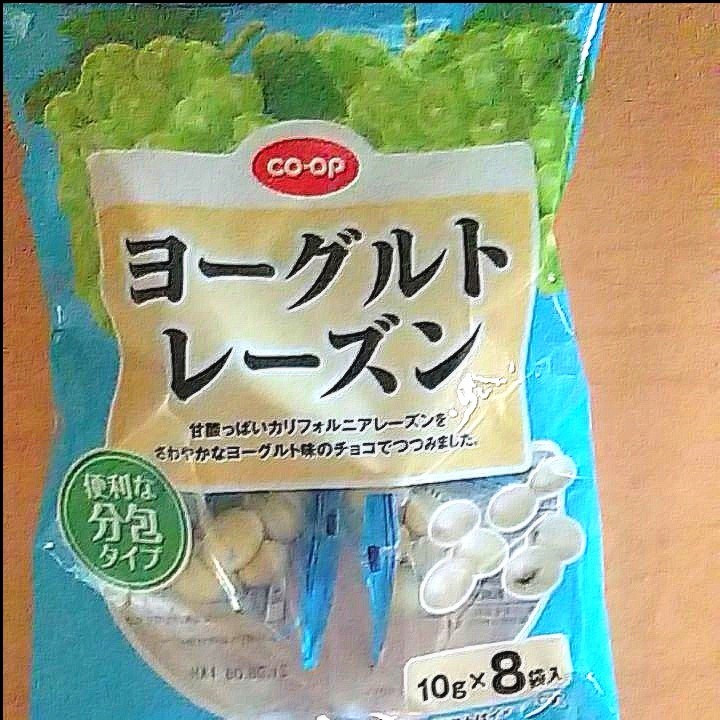 CO·OP
ヨーグルト
レーズン
甘酸っぱいカリフォルニアレーズンを
さわやかなヨーグルト味のチョコでつつみました。
便利な
分包
タイプ
10g×8袋入